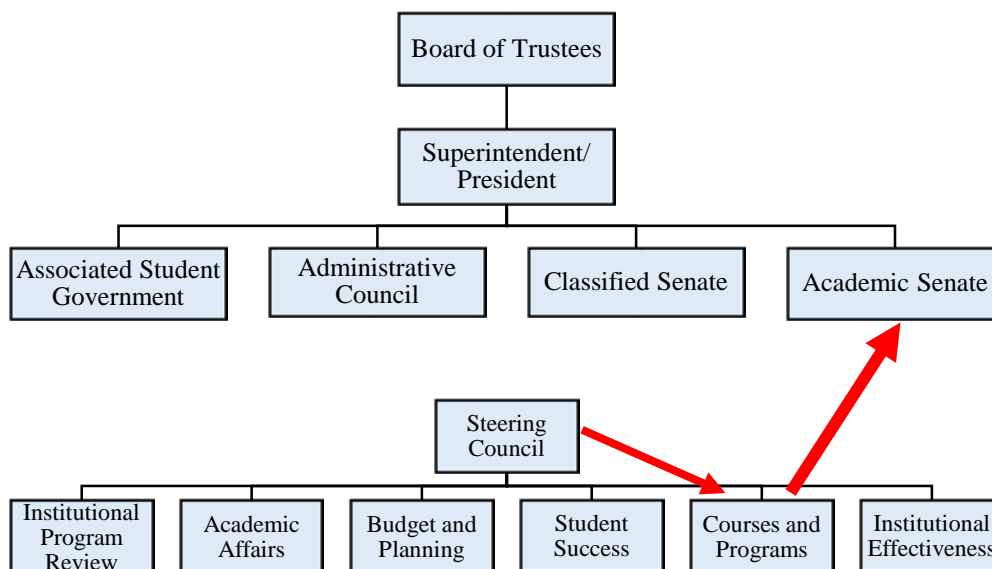 Board of Trustees
Superintendent/
President
Associated Student
Government
Administrative
Council
Classified Senate
Academic Senate
Steering
Council
Institutional
Program
Review
Academic
Affairs
Budget and
Planning
Student
Success
Courses and
Programs
Institutional
Effectiveness